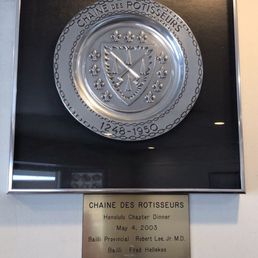 CHAINE DES ROTISSEURS
1248-1950
CHAINE DES ROTISSEURS
Honolulu Chapter Dinner
May 4, 2003
Bailli Provincial Robert Lee, Jr. M.D.
Bailli Fred Hellekes